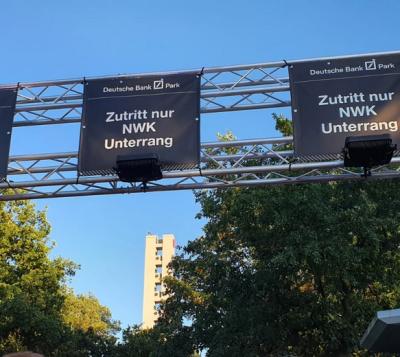 Deutsche Bank Park
Zutritt nur
NWK
Unterrang
Deutsche Bank Park
Zutritt nur
NWK
Unterrang